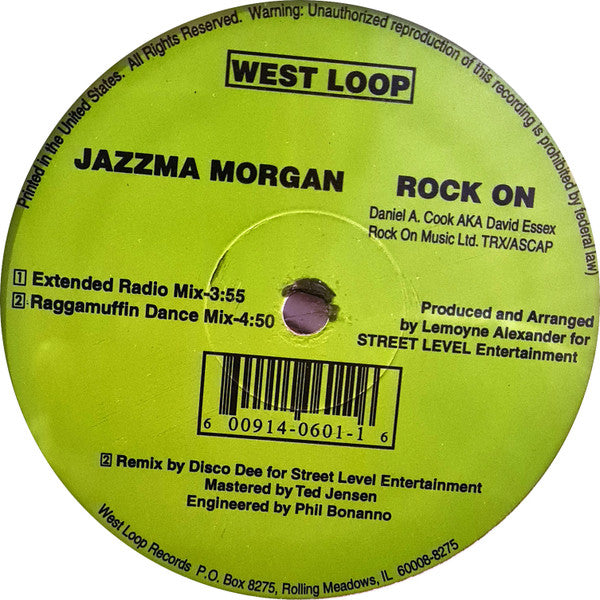 Printed in the United States. All Rights Reserved. Warning: Unauthorized reproduction of this recording is prohibited by federal law)
WEST LOOP
JAZZMA MORGAN
ROCK ON
Daniel A. Cook AKA David Essex
Rock On Music Ltd. TRX/ASCAP
1 Extended Radio Mix-3:55
2 Raggamuffin Dance Mix-4:50
Produced and Arranged
by Lemoyne Alexander for
STREET LEVEL Entertainment
6 00914-0601-1 6
2 Remix by Disco Dee for Street Level Entertainment
Mastered by Ted Jensen
Engineered by Phil Bonanno
West Loop Records P.O. Box 8275, Rolling Meadows, IL 60008-8275